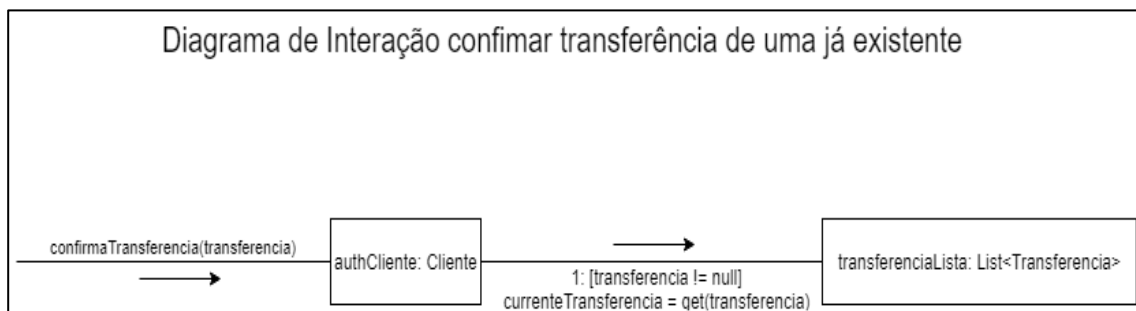 Diagrama de Interação confimar transferência de uma já existente
confirmaTransferencia(transferencia)
authCliente: Cliente
1: [transferencia != null]
currenteTransferencia = get(transferencia)
transferenciaLista: List<Transferencia>